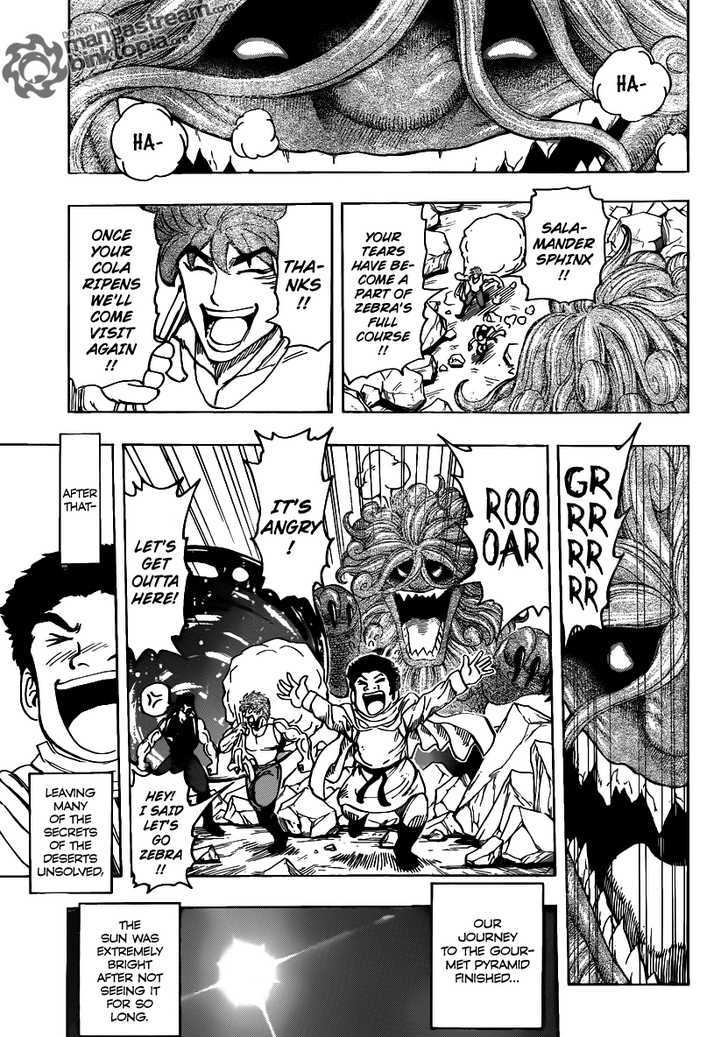 DO NOT
mangastream.com
binktopia.com
HA-
HA-
SALA-
MANDER
SPHINX
!!
YOUR
TEARS
HAVE BE-
COME A
PART OF
ZEBRA'S
FULL
COURSE !!
THA-
NKS
!!
ONCE
YOUR
COLA
RIPENS
WE'LL
COME
VISIT
AGAIN
!!
GR
RR
RR
RR
ROO
OAR
IT'S
ANGRY
!
LET'S
GET
OUTTA
HERE!
HEY!
I SAID
LET'S
GO
ZEBRA
!!
AFTER
THAT-
LEAVING
MANY
OF THE
SECRETS
OF THE
DESERTS
UNSOLVED,
OUR
JOURNEY
TO THE
GOUR-
MET PYRAMID
FINISHED...
THE
SUN WAS
EXTREMELY
BRIGHT
AFTER NOT
SEEING IT
FOR SO
LONG.